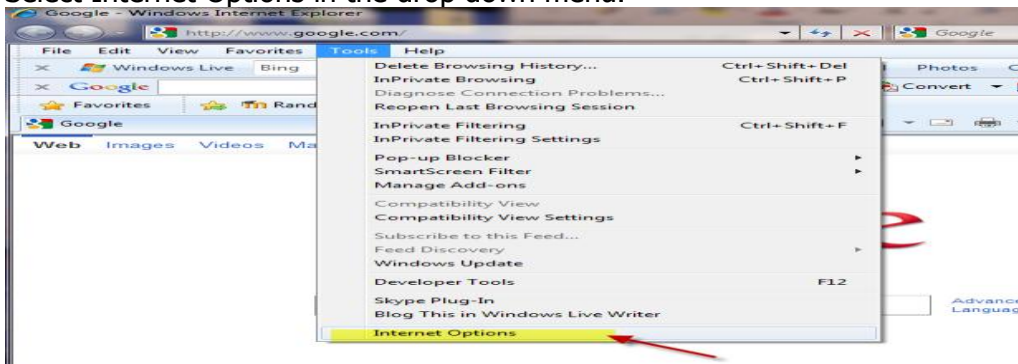 Select Internet Options in the drop down menu.
Google - Windows Internet Explorer
http://www.google.com/ Google
File Edit View Favorites Tools Help
Windows Live Bing Photos
Google Convert
Favorites Rand
Google
Web Images Videos Ma
Delete Browsing History... Ctrl+Shift+Del
InPrivate Browsing Ctrl+Shift+P
Diagnose Connection Problems...
Reopen Last Browsing Session
InPrivate Filtering Ctrl+Shift+F
InPrivate Filtering Settings
Pop-up Blocker
SmartScreen Filter
Manage Add-ons
Compatibility View
Compatibility View Settings
Subscribe to this Feed...
Feed Discovery
Windows Update
Developer Tools F12
Skype Plug-In
Blog This in Windows Live Writer
Internet Options
e
Advance
Languag